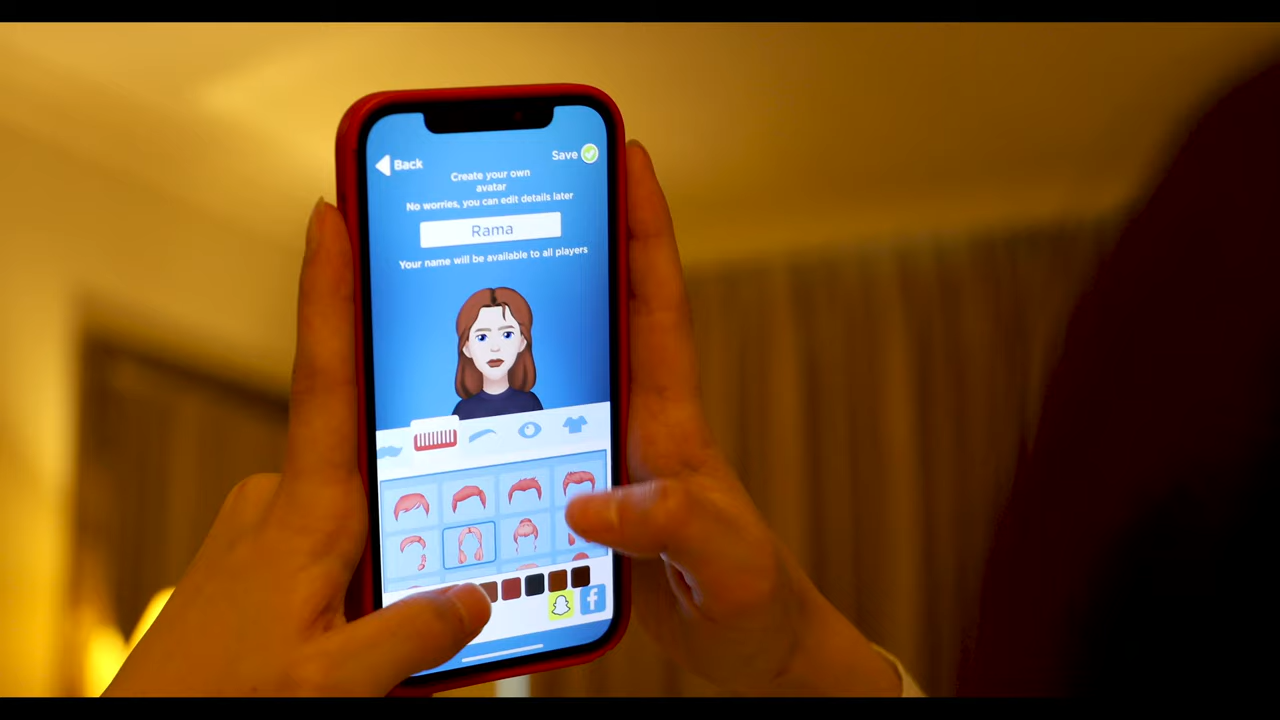 Back
Save
Create your own
avatar
No worries, you can edit details later
Rama
Your name will be available to all players
f